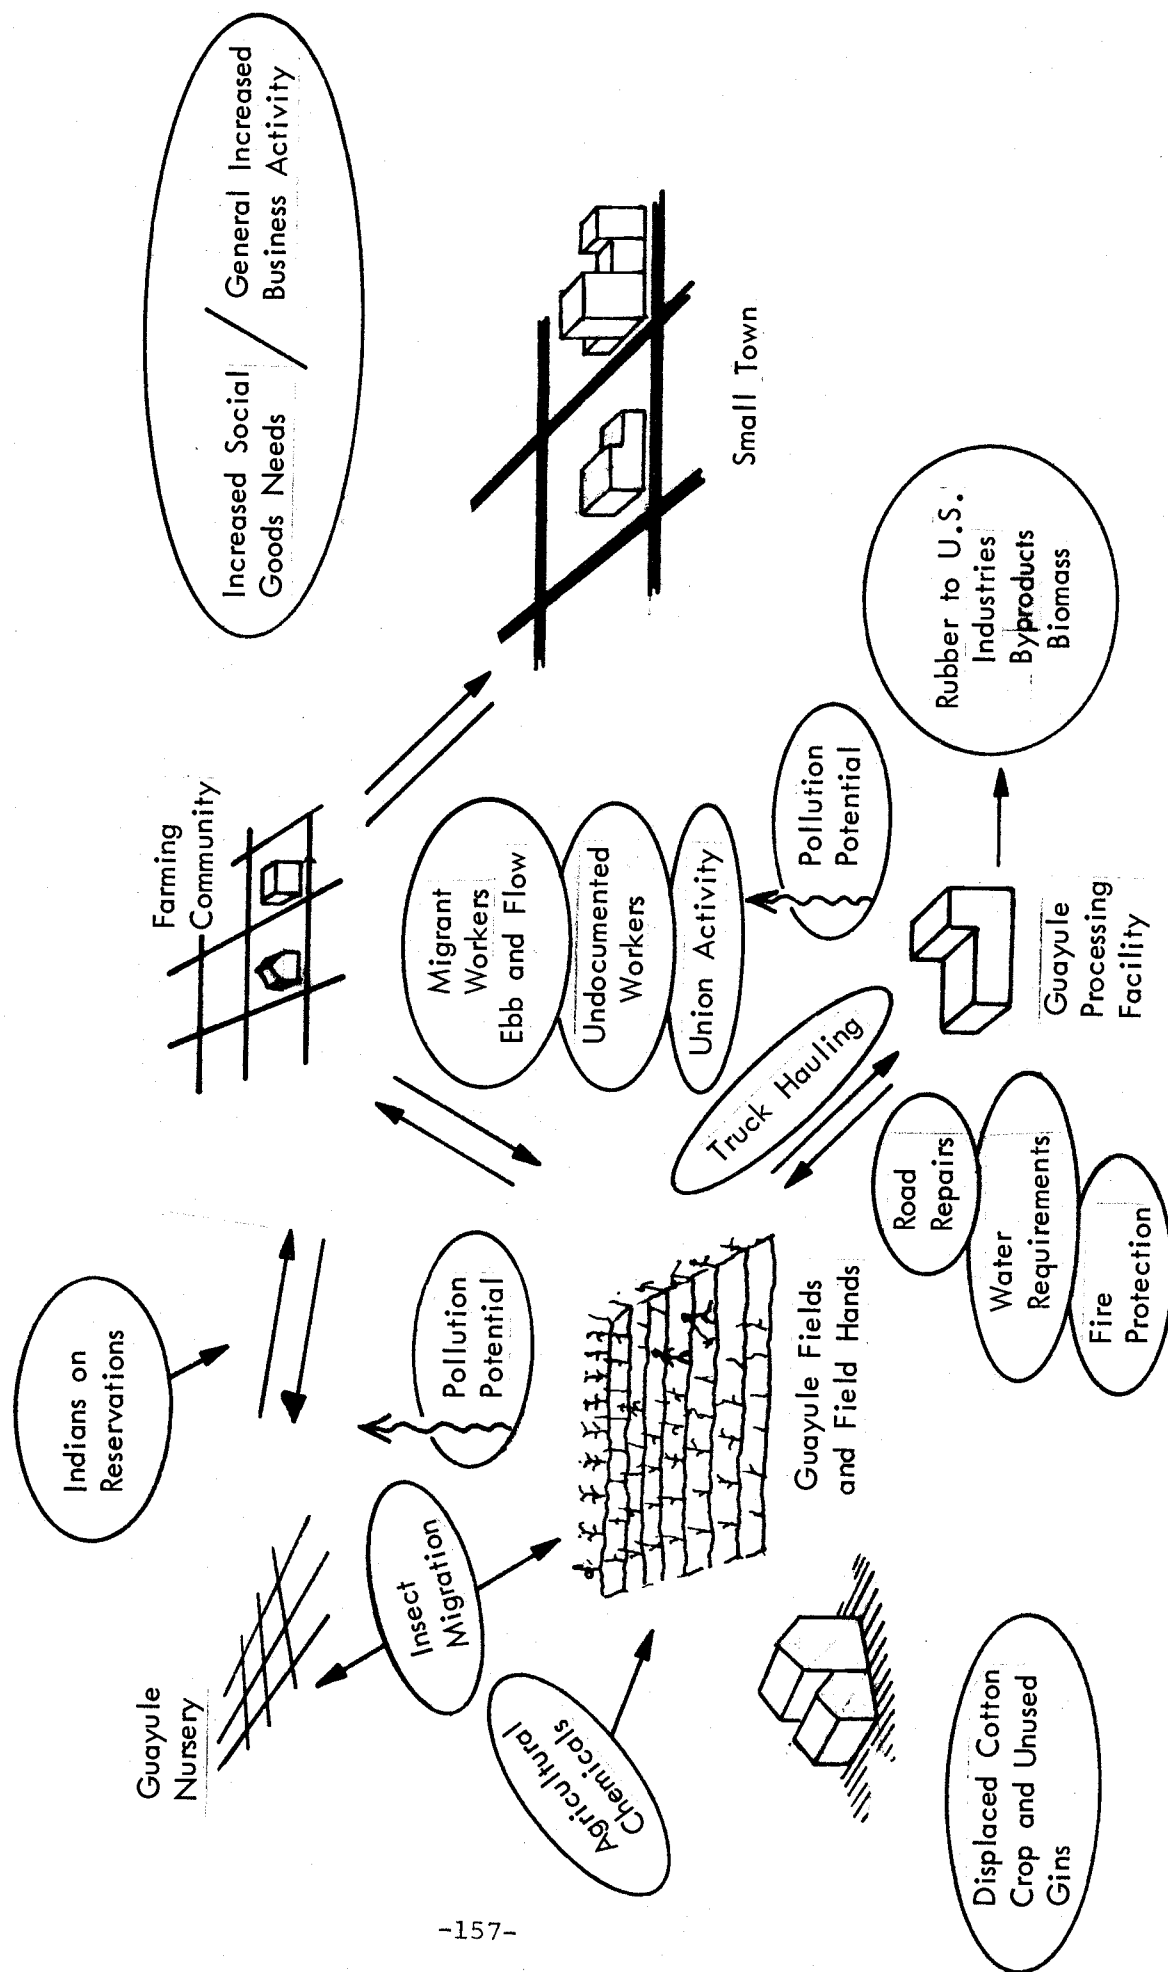 Increased Social
Goods Needs
General Increased
Business Activity
Indians on
Reservations
Farming
Community
Guayule
Nursery
Small Town
Insect
Migration
Pollution
Potential
Migrant
Workers
Ebb and Flow
Undocumented
Workers
Union Activity
Agricultural
Chemicals
Truck Hauling
Pollution
Potential
Guayule Fields
and Field Hands
Rubber to U.S.
Industries
Byproducts
Biomass
Road
Repairs
Water
Requirements
Fire
Protection
Guayule
Processing
Facility
Displaced Cotton
Crop and Unused
Gins
-157-